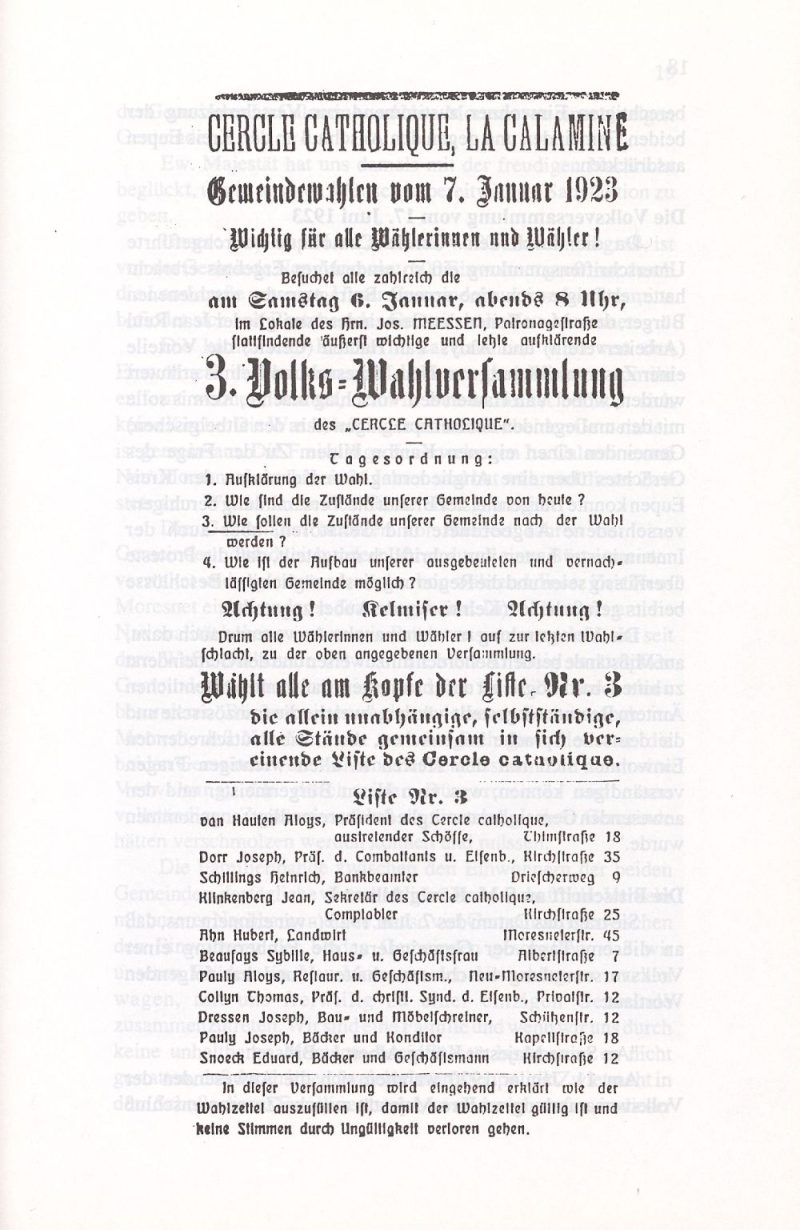 CERCLE CATHOLIQUE, LA CALAMINE
Gemeindewahlen vom 7. Januar 1923
Wichtig für alle Wählerinnen und Wähler!
Besuchet alle zahlreich die
am Samstag 6. Januar, abends 8 Uhr,
im Lokale des Hrn. Jos. MEESSEN, Patronagestraße
stattfindende äußerst wichtige und letzte aufklärende
3. Volks=Wahlversammlung
des „CERCLE CATHOLIQUE“.
Tagesordnung:
1. Aufklärung der Wahl.
2. Wie sind die Zustände unserer Gemeinde von heute?
3. Wie sollen die Zustände unserer Gemeinde nach der Wahl
werden?
4. Wie ist der Aufbau unserer ausgebeuteten und vernach-
lässigten Gemeinde möglich?
Achtung! Kelmiser! Achtung!
Drum alle Wählerinnen und Wähler! auf zur letzten Wahl-
schlacht, zu der oben angegebenen Versammlung.
Wählt alle am Kopfe der Liste. Nr. 3
die allein unabhängige, selbstständige,
alle Stände gemeinsam in sich ver=
einende Liste des Cercle catholique.
Liste Nr. 3
van Hauten Aloys, Präsident des Cercle catholique,
austretender Schöffe, Thimstraße 18
Dorr Joseph, Präs. d. Combattants u. Eisenb., Kirchstraße 35
Schillings Heinrich, Bankbeamter Driescherweg 9
Klinkenberg Jean, Sekretär des Cercle catholique,
Comptabler Kirchstraße 25
Ahn Hubert, Landwirt Moresneterstr. 45
Beaufays Sybille, Haus- u. Geschäftsfrau Albertstraße 7
Pauly Aloys, Restaur. u. Geschäftsm., Neu-Moresneterstr. 17
Collyn Thomas, Präs. d. christl. Synd. d. Eisenb., Privatstr. 12
Dressen Joseph, Bau- und Möbelschreiner, Schützenstr. 12
Pauly Joseph, Bäcker und Konditor Kapellstraße 18
Snoeck Eduard, Bäcker und Geschäftsmann Kirchstraße 12
In dieser Versammlung wird eingehend erklärt wie der
Wahlzettel auszufüllen ist, damit der Wahlzettel gültig ist und
keine Stimmen durch Ungültigkeit verloren gehen.